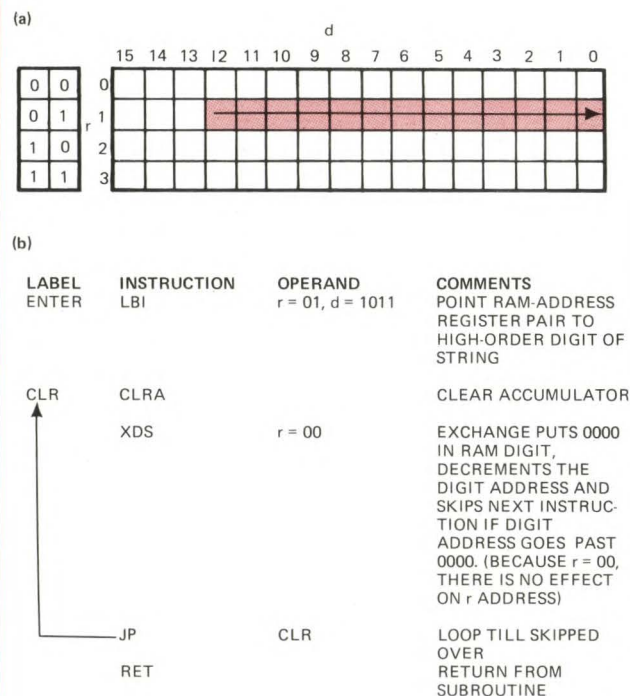 (a)
d
15 14 13 I2 11 10 9 8 7 6 5 4 3 2 1 0
0 0 0
0 1 r 1
1 0 2
1 1 3
(b)
LABEL INSTRUCTION OPERAND COMMENTS
ENTER LBI r = 01, d = 1011 POINT RAM-ADDRESS
REGISTER PAIR TO
HIGH-ORDER DIGIT OF
STRING
CLR CLRA CLEAR ACCUMULATOR
XDS r = 00 EXCHANGE PUTS 0000
IN RAM DIGIT,
DECREMENTS THE
DIGIT ADDRESS AND
SKIPS NEXT INSTRUC-
TION IF DIGIT
ADDRESS GOES PAST
0000. (BECAUSE r = 00,
THERE IS NO EFFECT
ON r ADDRESS)
JP CLR LOOP TILL SKIPPED
OVER
RET RETURN FROM
SUBROUTINE